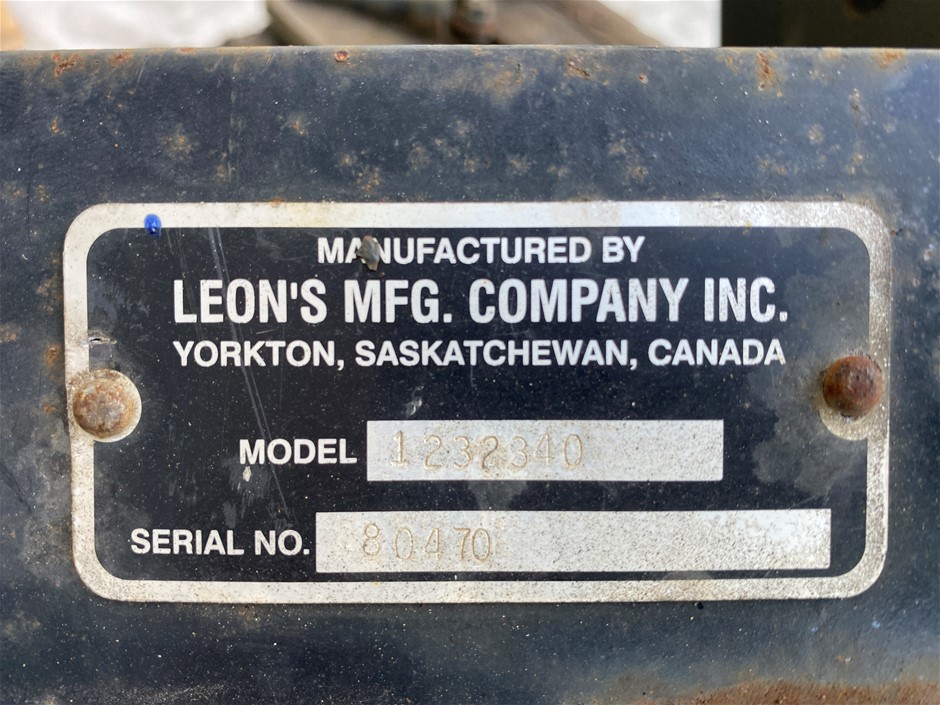 MANUFACTURED BY
LEON'S MFG. COMPANY INC.
YORKTON, SASKATCHEWAN, CANADA
MODEL 1232340
SERIAL NO. 80470